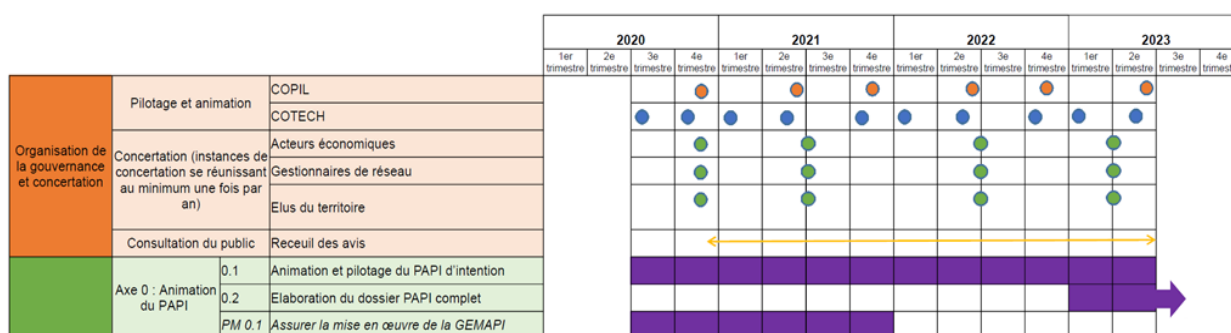 2020 2021 2022 2023
1er trimestre 2e trimestre 3e trimestre 4e trimestre 1er trimestre 2e trimestre 3e trimestre 4e trimestre 1er trimestre 2e trimestre 3e trimestre 4e trimestre 1er trimestre 2e trimestre 3e trimestre 4e trimestre
Organisation de
la gouvernance
et concertation
Pilotage et animation
COPIL
COTECH
Concertation (instances de
concertation se réunissant
au minimum une fois par
an)
Acteurs économiques
Gestionnaires de réseau
Elus du territoire
Consultation du public
Receuil des avis
Axe 0 : Animation
du PAPI
0.1 Animation et pilotage du PAPI d'intention
0.2 Elaboration du dossier PAPI complet
PM 0.1 Assurer la mise en œuvre de la GEMAPI